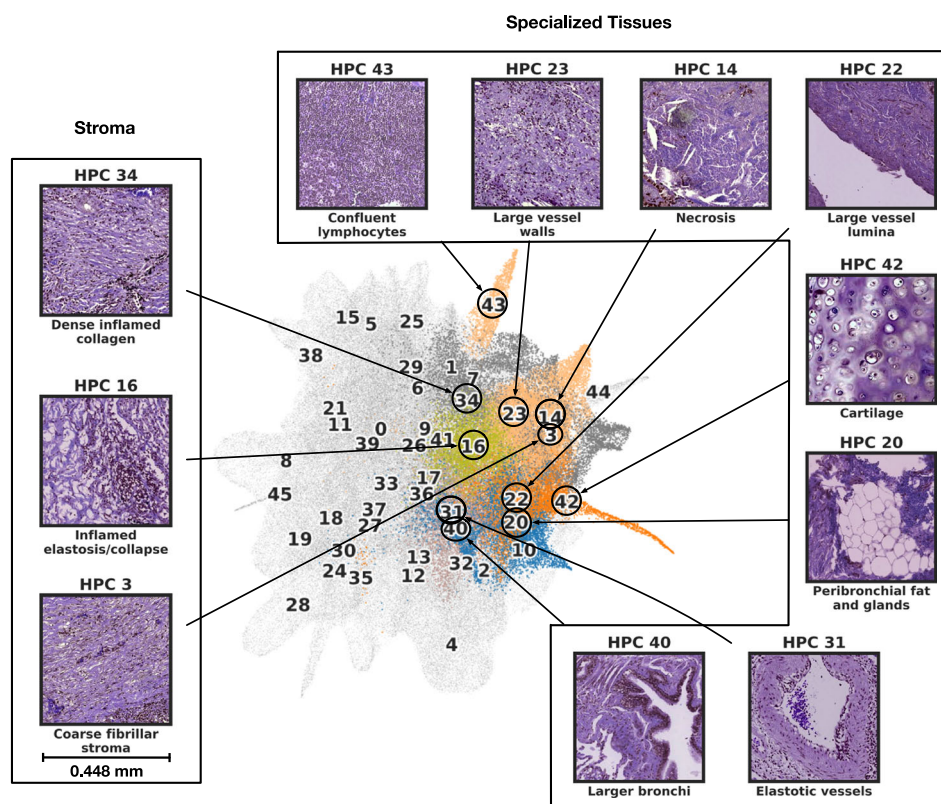 Specialized Tissues
HPC 43
HPC 23
HPC 14
HPC 22
Confluent
lymphocytes
Large vessel
walls
Necrosis
Large vessel
lumina
Stroma
HPC 34
Dense inflamed
collagen
HPC 16
Inflamed
elastosis/collapse
HPC 3
Coarse fibrillar
stroma
0.448 mm
HPC 42
Cartilage
HPC 20
Peribronchial fat
and glands
HPC 40
Larger bronchi
HPC 31
Elastotic vessels
43
15
5
25
38
29
1
7
6
44
34
21
23
14
11
0
9
3
39
26
41
16
8
33
17
45
36
22
42
37
31
18
27
20
40
19
30
13
10
24
35
12
32
2
28
4